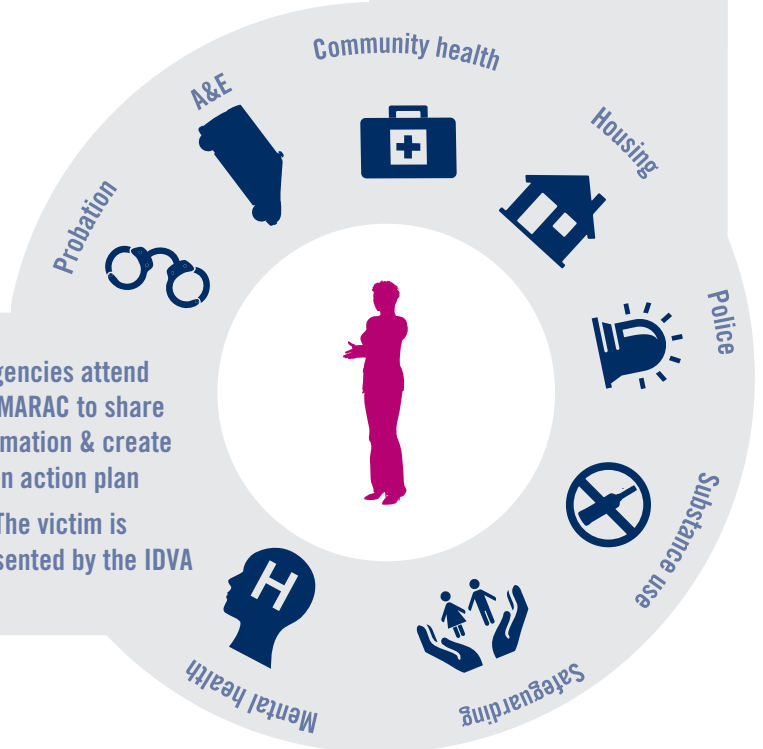 Community health
A&E
Housing
Probation
Police
gencies attend
MARAC to share
mation & create
n action plan
The victim is
sented by the IDVA
Substance use
H
Mental health
Safeguarding